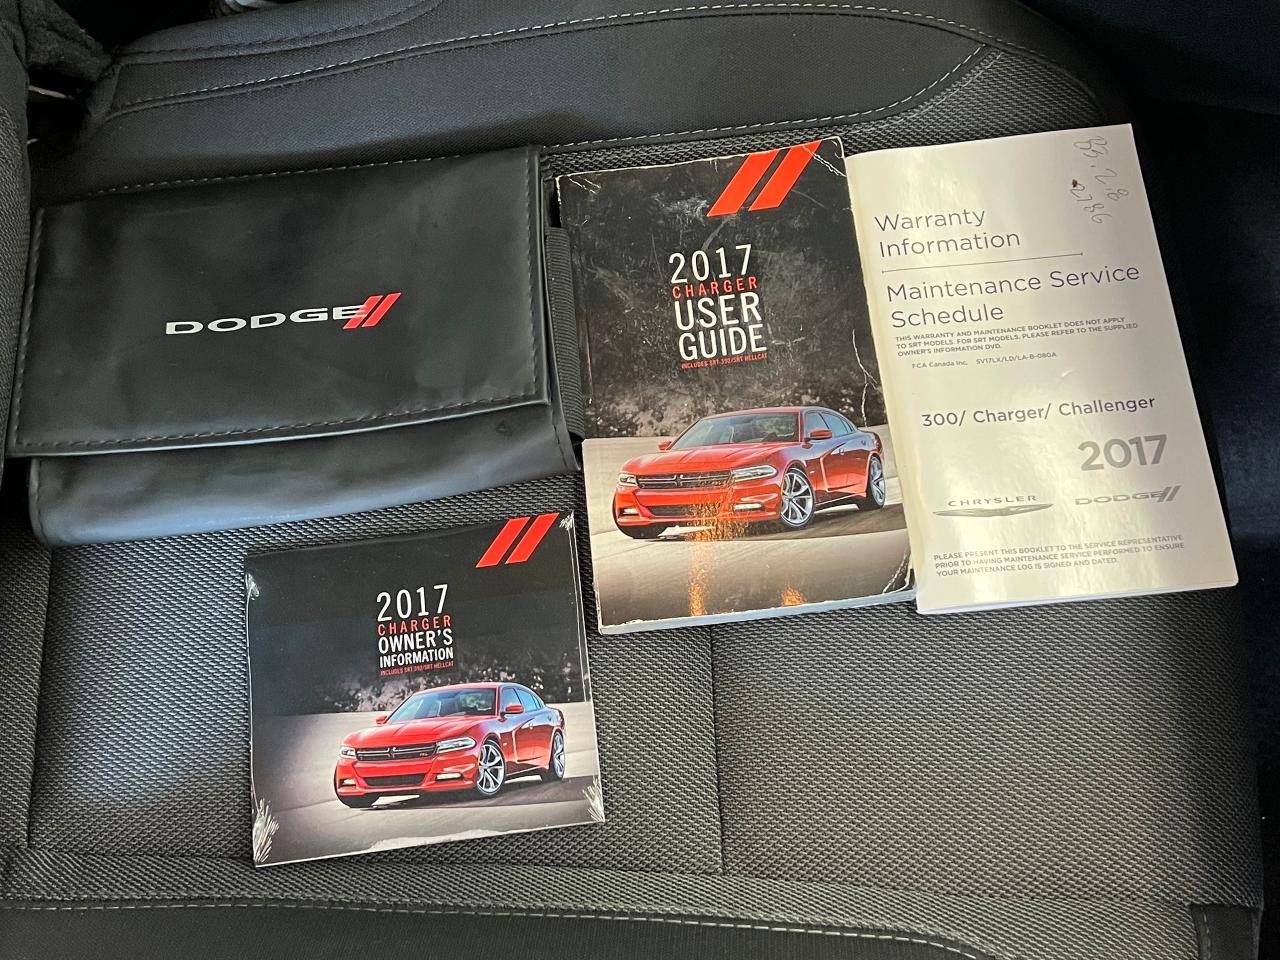 DODGE
2017
CHARGER
USER
GUIDE
INCLUDES SRT 392/SRT HELLCAT
Warranty
Information
Maintenance Service
Schedule
THIS WARRANTY AND MAINTENANCE BOOKLET DOES NOT APPLY
TO SRT MODELS. FOR SRT MODELS, PLEASE REFER TO THE SUPPLIED
OWNER'S INFORMATION DVD.
FCA Canada Inc. SV17LX/LD/LA-B-080A
300/ Charger/ Challenger
2017
CHRYSLER
DODGE
PLEASE PRESENT THIS BOOKLET TO THE SERVICE REPRESENTATIVE
PRIOR TO HAVING MAINTENANCE SERVICE PERFORMED TO ENSURE
YOUR MAINTENANCE LOG IS SIGNED AND DATED.
2017
CHARGER
OWNER'S
INFORMATION
INCLUDES SRT 392/SRT HELLCAT